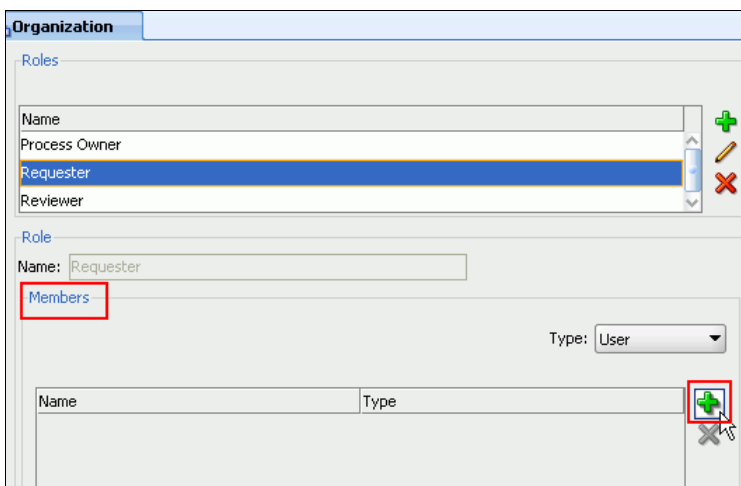 Organization
Roles
Name
Process Owner
Requester
Reviewer
Role
Name: Requester
Members
Type: User
Name Type